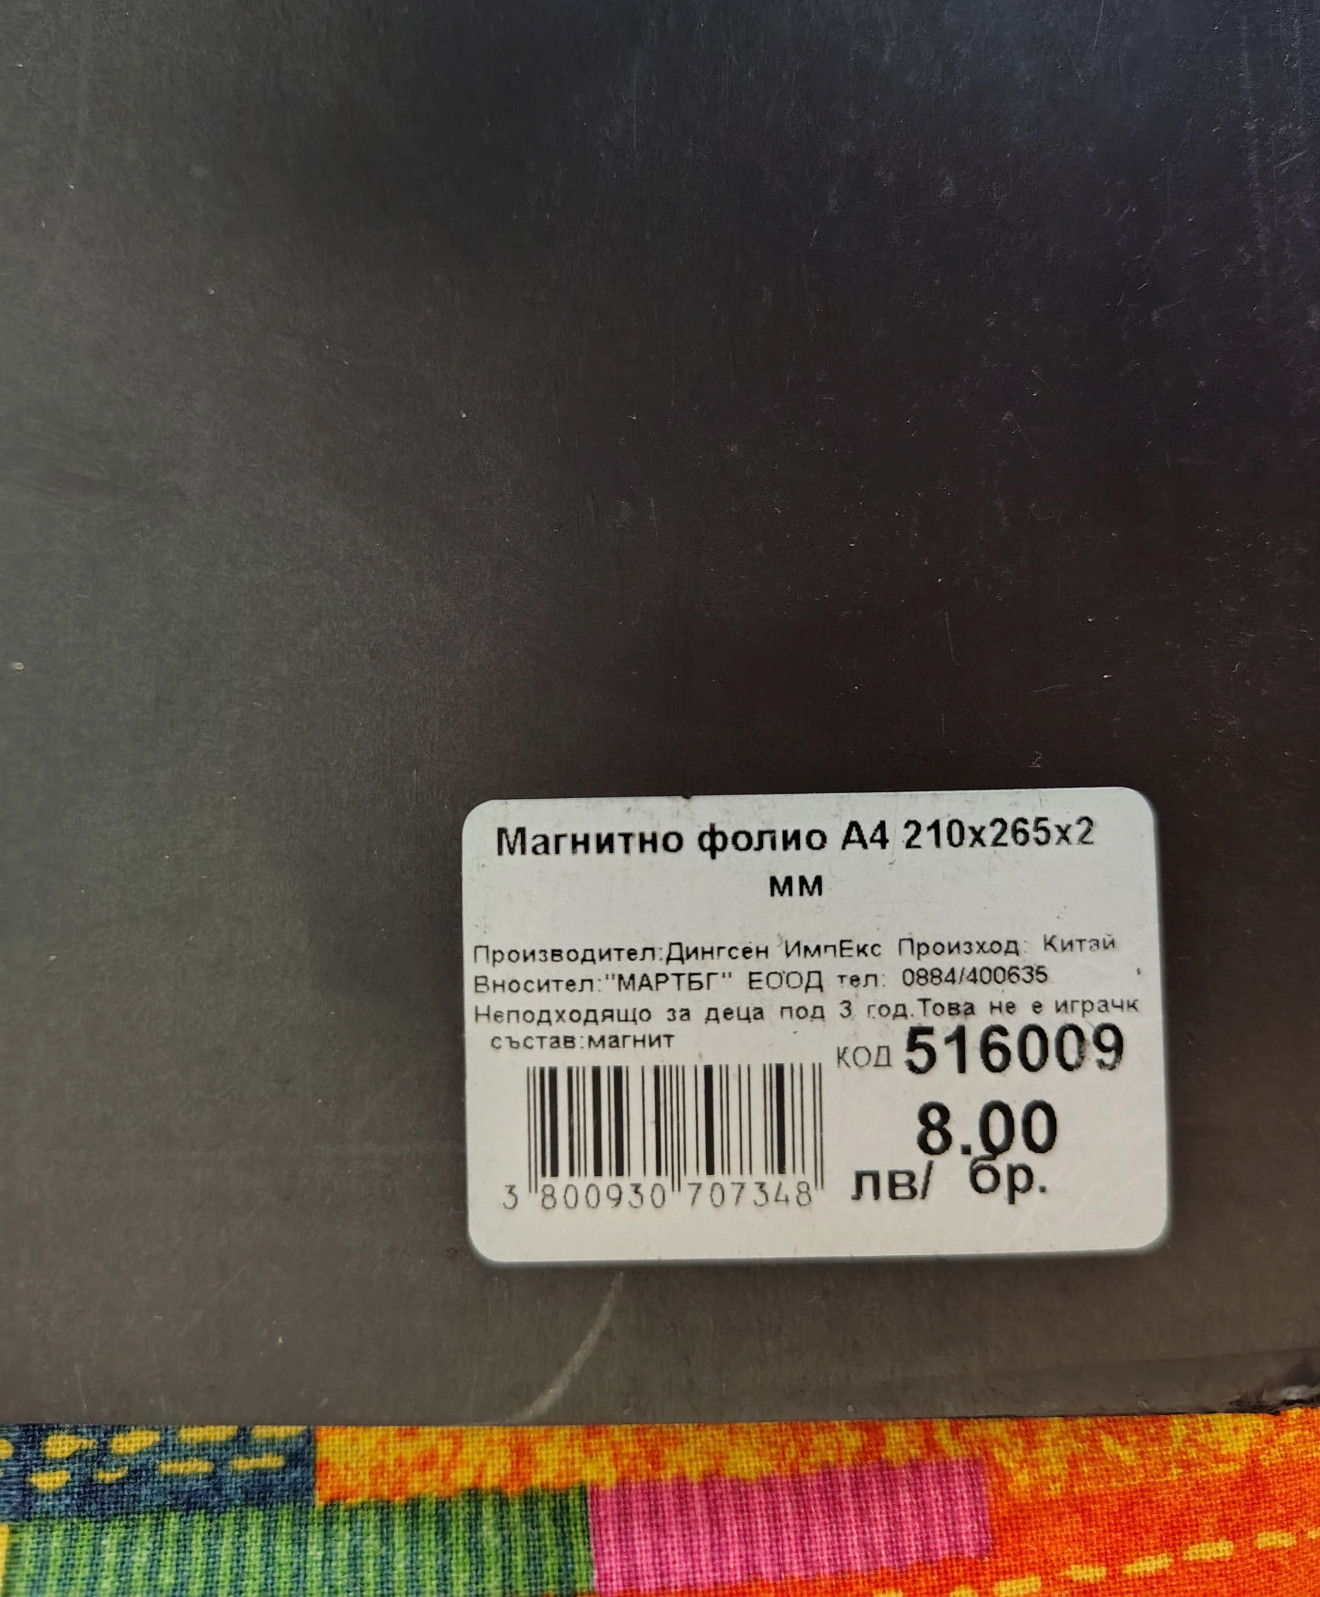 Магнитно фолио А4 210x265x2
мм
Производител:Дингсен ИмпЕкс Произход: Китай
Вносител:"МАРТБГ" ЕООД тел: 0884/400635
Неподходящо за деца под 3 год.Това не е играчк
състав:магнит
код 516009
8.00
лв/ бр.
3 800930 707348